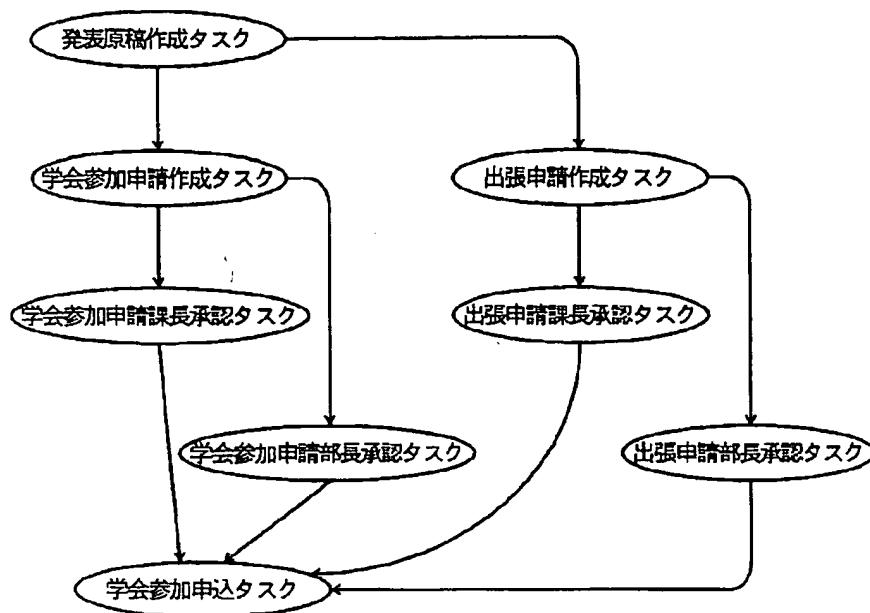 発表原稿作成タスク
学会参加申請作成タスク
出張申請作成タスク
学会参加申請課長承認タスク
出張申請課長承認タスク
学会参加申請部長承認タスク
出張申請部長承認タスク
学会参加申込タスク